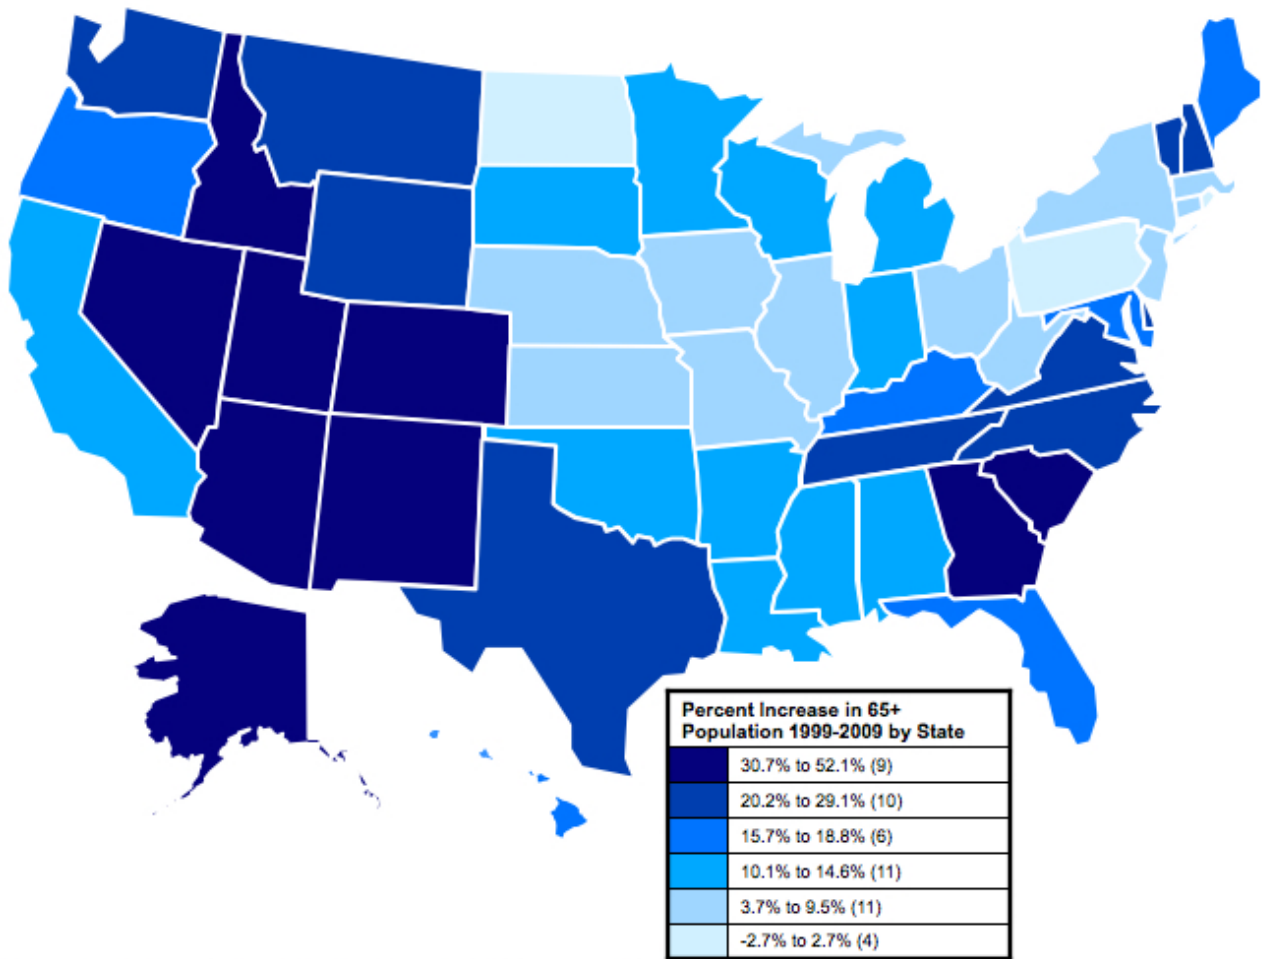 Percent Increase in 65+
Population 1999-2009 by State
30.7% to 52.1% (9)
20.2% to 29.1% (10)
15.7% to 18.8% (6)
10.1% to 14.6% (11)
3.7% to 9.5% (11)
-2.7% to 2.7% (4)